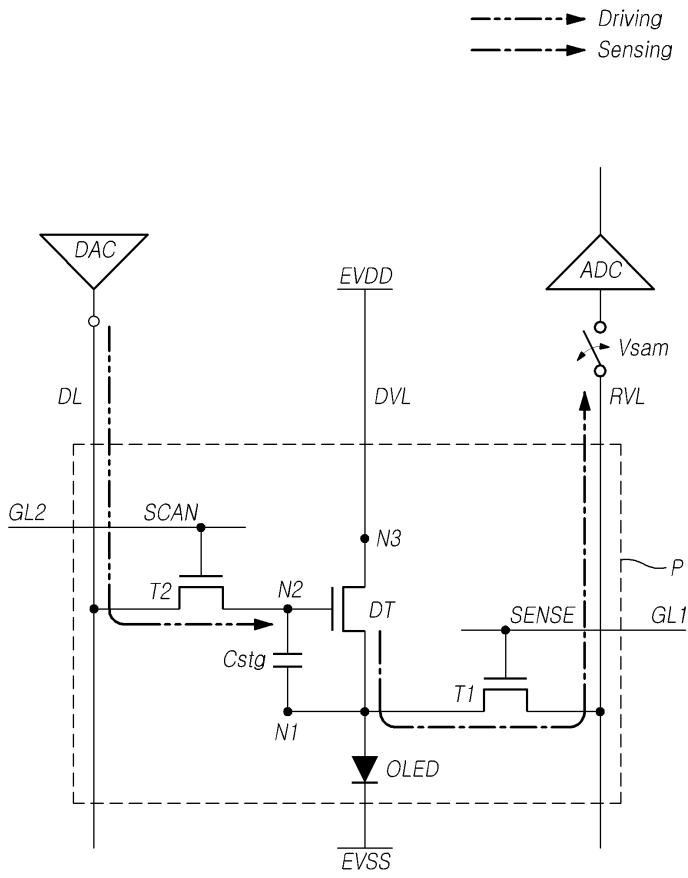 Driving
Sensing
DAC
EVDD
ADC
Vsam
DL
DVL
RVL
GL2
SCAN
N3
P
T2
N2
DT
SENSE
GL1
Cstg
T1
N1
OLED
EVSS